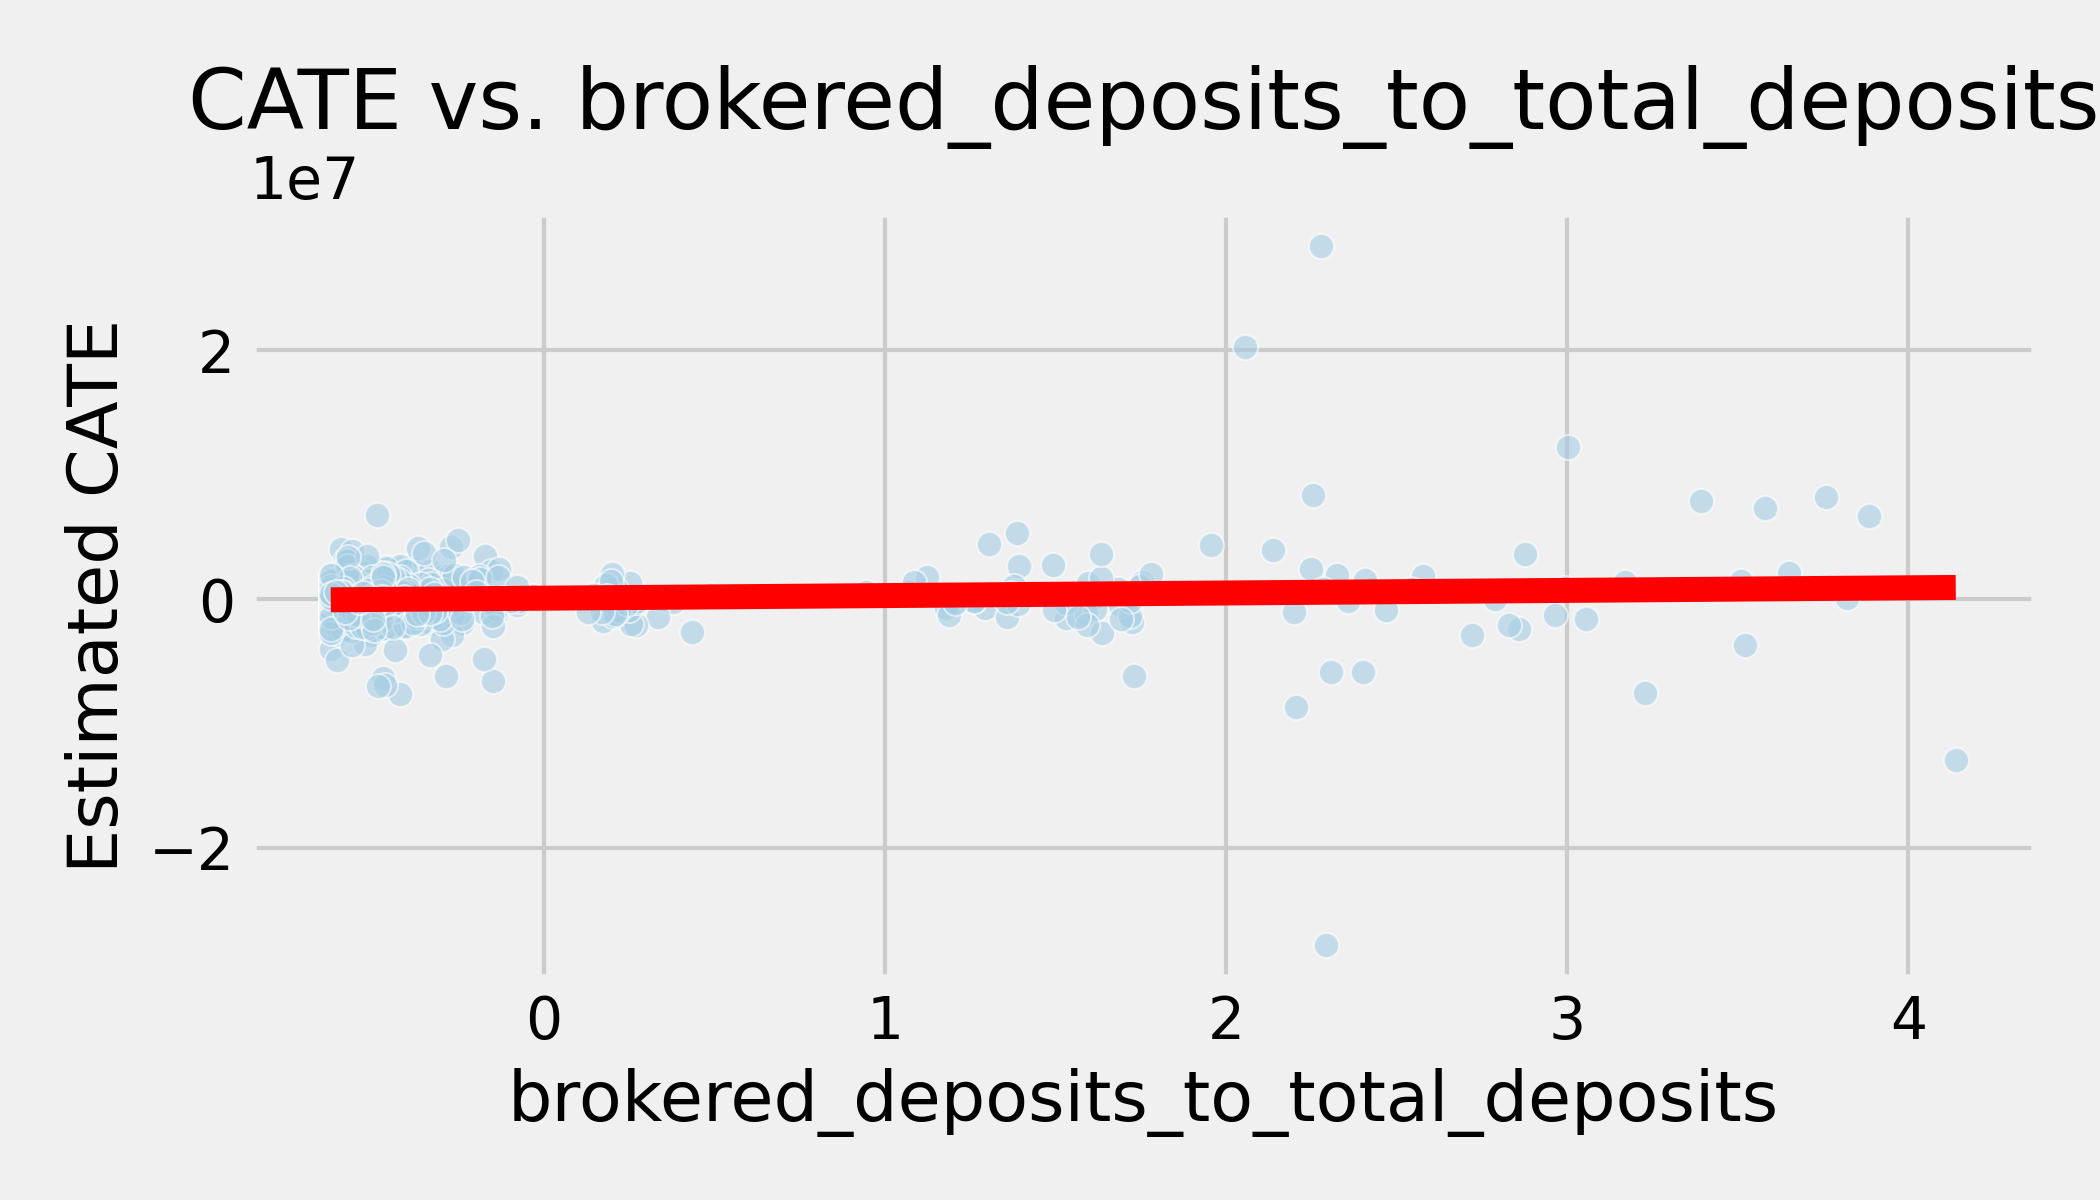 CATE vs. brokered_deposits_to_total_deposits
1e7
Estimated CATE
2
0
−2
0 1 2 3 4
brokered_deposits_to_total_deposits